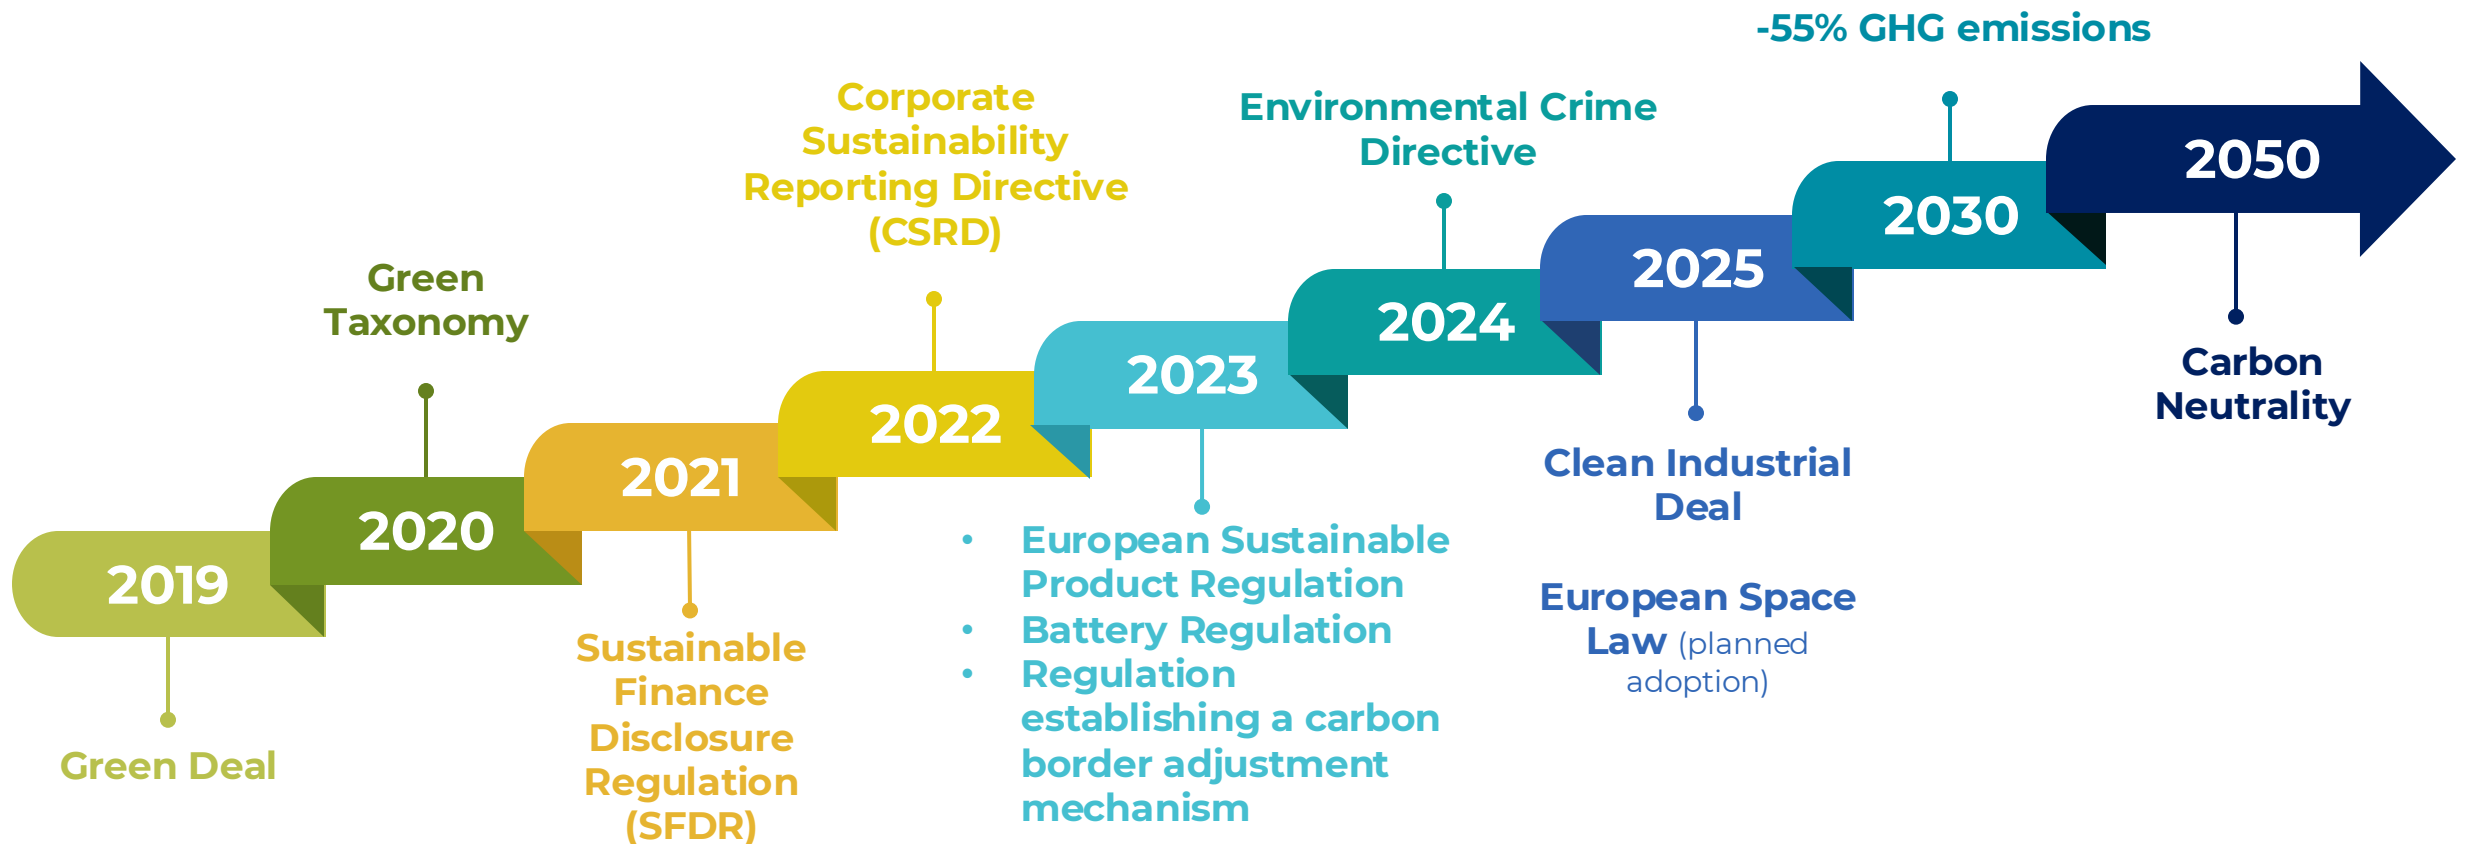 2019
Green Deal
2020
Green
Taxonomy
2021
Sustainable
Finance
Disclosure
Regulation
(SFDR)
2022
Corporate
Sustainability
Reporting Directive
(CSRD)
2023
• European Sustainable
Product Regulation
• Battery Regulation
• Regulation
establishing a carbon
border adjustment
mechanism
2024
Environmental Crime
Directive
2025
Clean Industrial
Deal
European Space
Law (planned
adoption)
2030
-55% GHG emissions
2050
Carbon
Neutrality